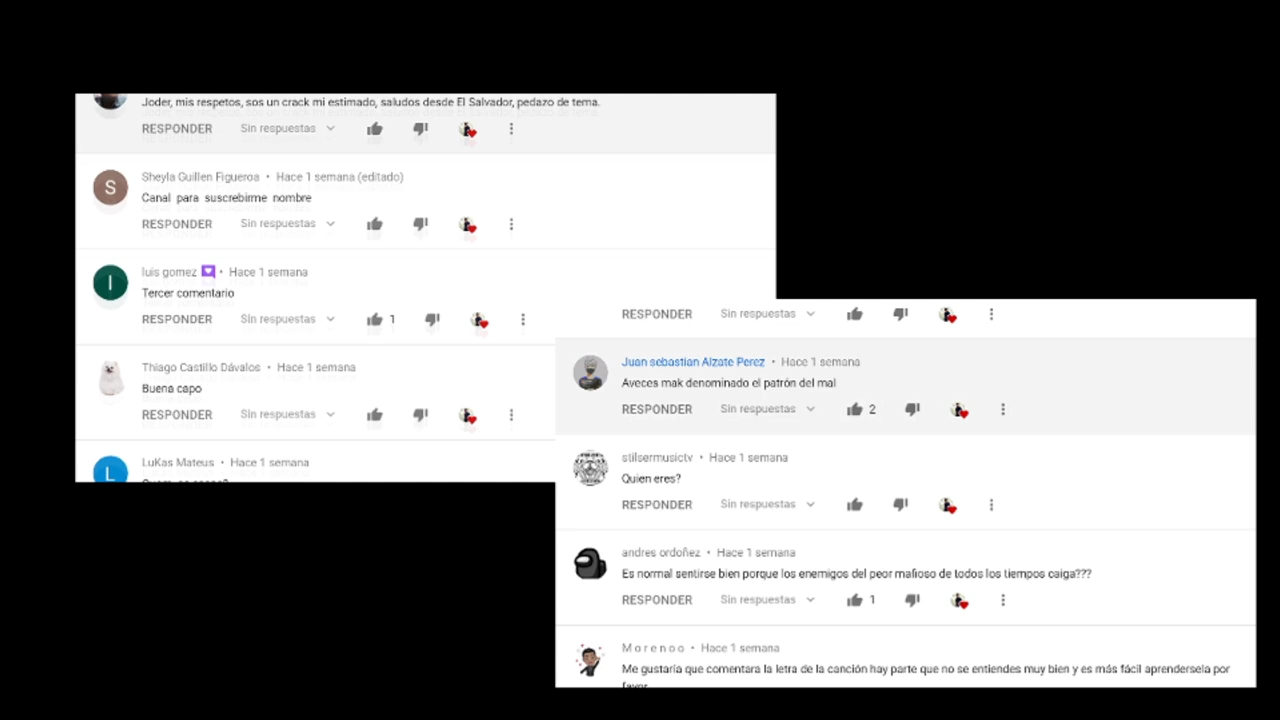 Joder, mis respetos, sos un crack mi estimado, saludos desde El Salvador, pedazo de tema.
RESPONDER Sin respuestas
S
Sheyla Guillen Figueroa • Hace 1 semana (editado)
Canal para suscrebirme nombre
RESPONDER Sin respuestas
l
luis gomez • Hace 1 semana
Tercer comentario
RESPONDER Sin respuestas 1
Thiago Castillo Dávalos • Hace 1 semana
Buena capo
RESPONDER Sin respuestas
L
LuKas Mateus • Hace 1 semana
RESPONDER Sin respuestas
Juan sebastian Alzate Perez • Hace 1 semana
Aveces mak denominado el patrón del mal
RESPONDER Sin respuestas 2
stilsermusictv • Hace 1 semana
Quien eres?
RESPONDER Sin respuestas
andres ordoñez • Hace 1 semana
Es normal sentirse bien porque los enemigos del peor mafioso de todos los tiempos caiga???
RESPONDER Sin respuestas 1
M o r e n o o • Hace 1 semana
Me gustaría que comentara la letra de la canción hay parte que no se entiendes muy bien y es más fácil aprendersela por
favor